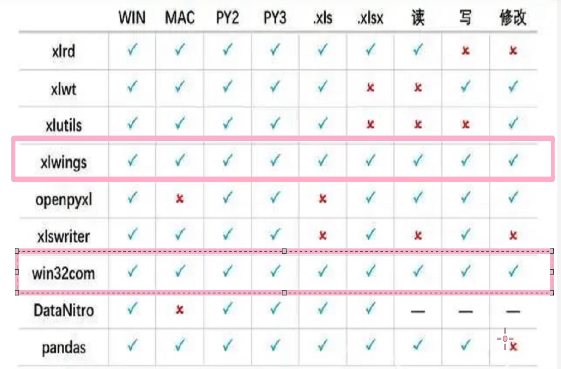 WIN MAC PY2 PY3 .xls .xlsx 读 写 修改
xlrd ✓ ✓ ✓ ✓ ✓ ✓ ✓ × ×
xlwt ✓ ✓ ✓ ✓ ✓ × × ✓ ✓
xlutils ✓ ✓ ✓ ✓ ✓ × × × ✓
xlwings ✓ ✓ ✓ ✓ ✓ ✓ ✓ ✓ ✓
openpyxl ✓ × ✓ ✓ × ✓ ✓ ✓ ✓
xlswriter ✓ ✓ ✓ ✓ × ✓ × ✓ ×
win32com ✓ ✓ ✓ ✓ ✓ ✓ ✓ ✓ ✓
DataNitro ✓ × ✓ ✓ ✓ ✓ — — —
pandas ✓ ✓ ✓ ✓ ✓ ✓ ✓ ✓ ×